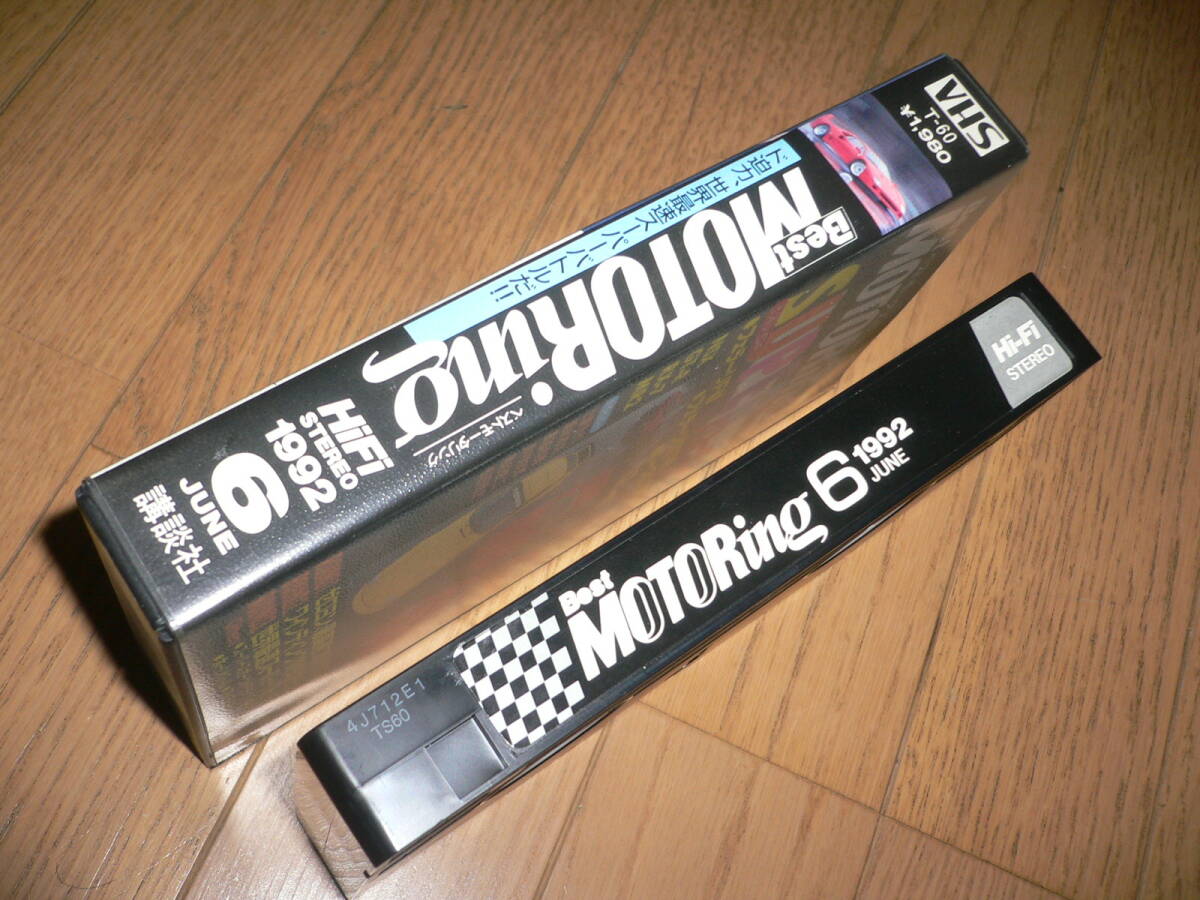 VHS
T-60
¥1,980
ド迫力、世界最速スーパーバトルだ!!
Best
MOTORing
ベストモータリング
HiFi
STEREO
1992
6
JUNE
講談社
Hi-Fi
STEREO
Best
MOTORing
6
1992
JUNE
4J712E1
TS60